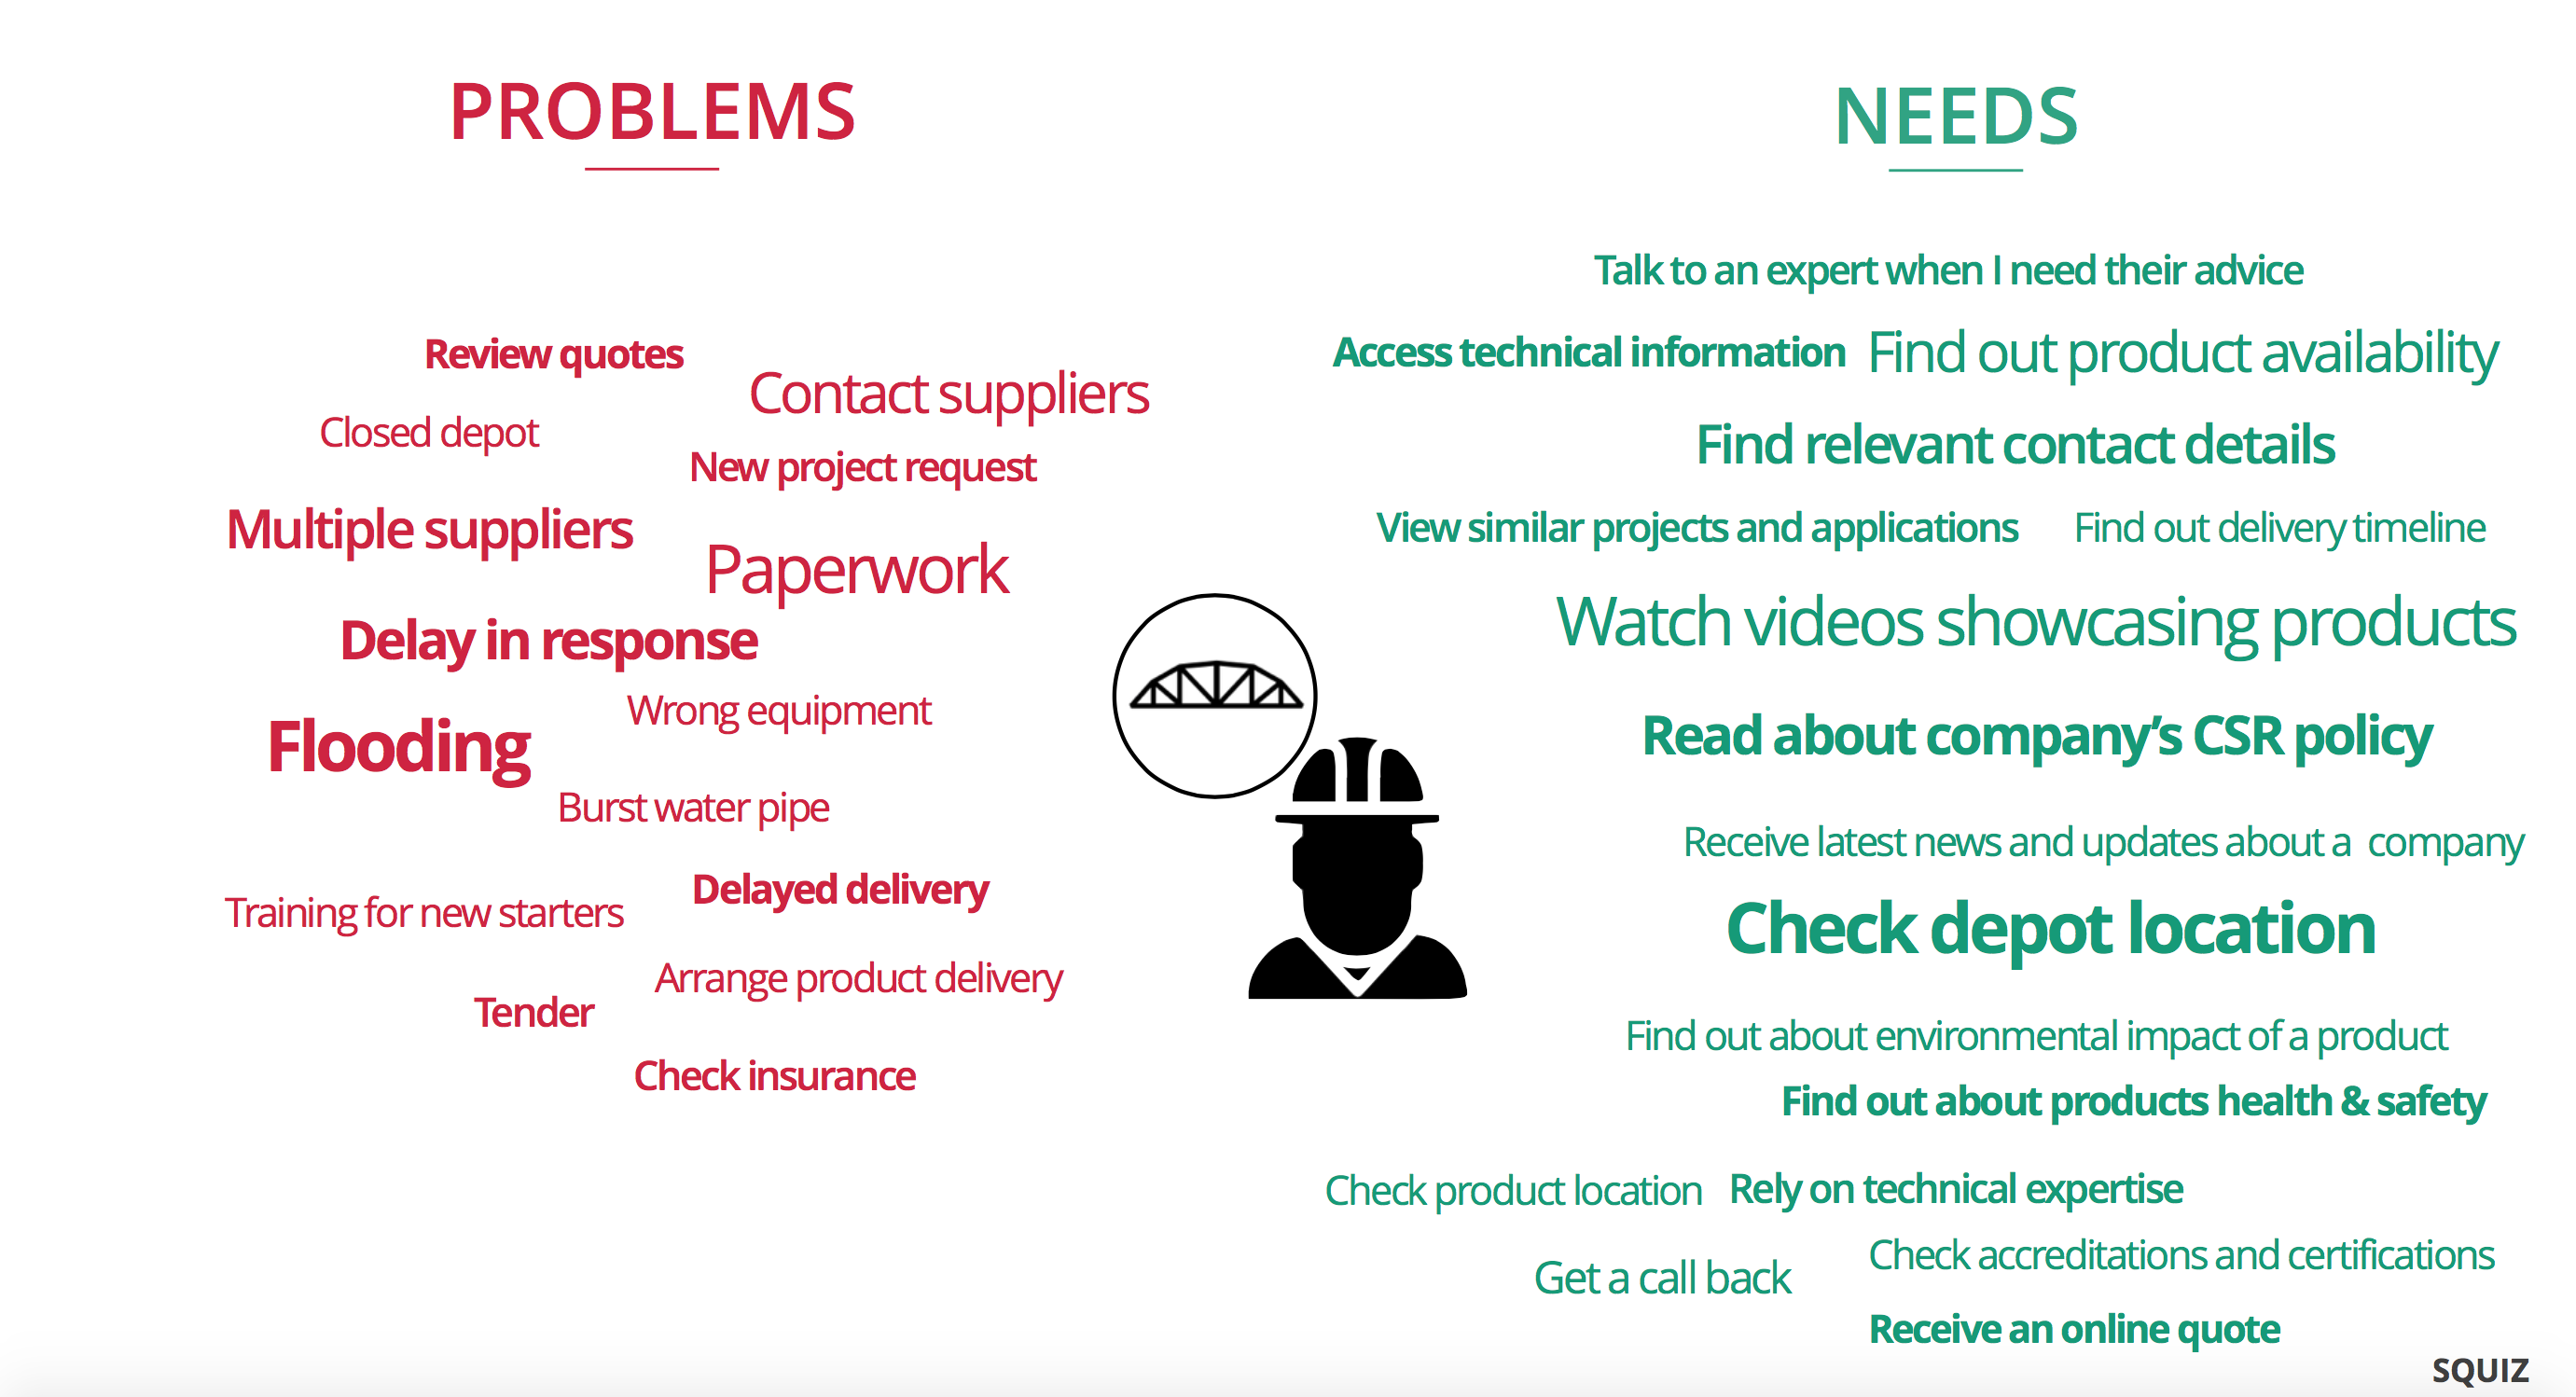 PROBLEMS
Review quotes
Contact suppliers
Closed depot
New project request
Multiple suppliers
Paperwork
Delay in response
Wrong equipment
Flooding
Burst water pipe
Delayed delivery
Training for new starters
Arrange product delivery
Tender
Check insurance
NEEDS
Talk to an expert when I need their advice
Access technical information
Find out product availability
Find relevant contact details
View similar projects and applications
Find out delivery timeline
Watch videos showcasing products
Read about company’s CSR policy
Receive latest news and updates about a company
Check depot location
Find out about environmental impact of a product
Find out about products health & safety
Check product location
Rely on technical expertise
Check accreditations and certifications
Get a call back
Receive an online quote
SQUIZ